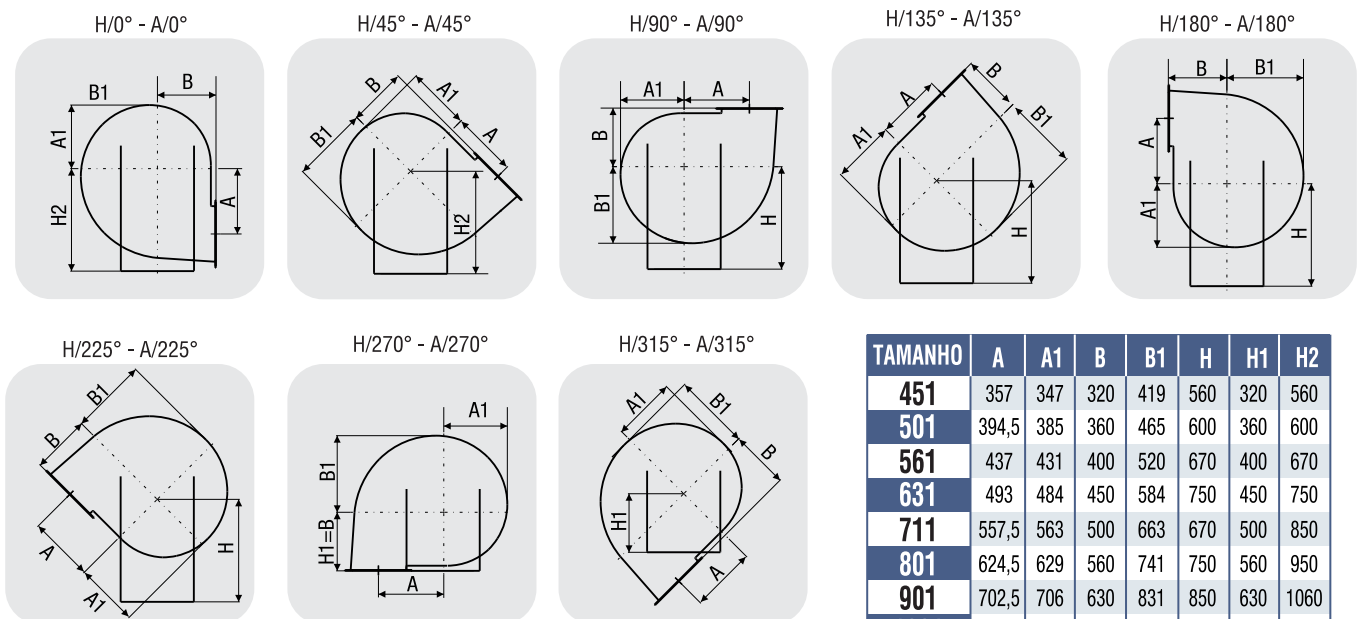 H/0° - A/0°
H/45° - A/45°
H/90° - A/90°
H/135° - A/135°
H/180° - A/180°
B1
B
A1
H2
A
B
A1
B1
A
H2
A1
A
B
B1
H
B
A
A1
B1
H
B
B1
A
A1
H
H/225° - A/225°
H/270° - A/270°
H/315° - A/315°
B1
B
A
A1
H
A1
B1
H1=B
A
A1
B1
B
H1
A
TAMANHO A A1 B B1 H H1 H2
451 357 347 320 419 560 320 560
501 394,5 385 360 465 600 360 600
561 437 431 400 520 670 400 670
631 493 484 450 584 750 450 750
711 557,5 563 500 663 670 500 850
801 624,5 629 560 741 750 560 950
901 702,5 706 630 831 850 630 1060